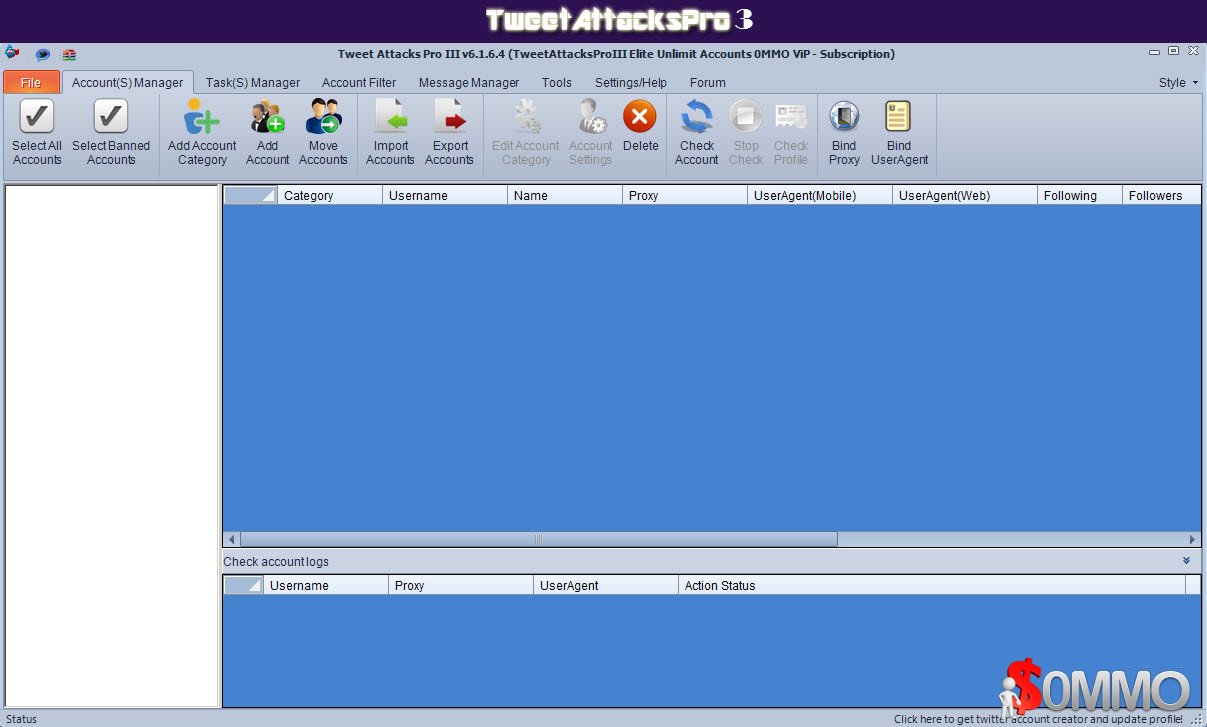 TweetAttacksPro 3
Tweet Attacks Pro III v6.1.6.4 (TweetAttacksProIII Elite Unlimit Accounts 0MMO ViP - Subscription)
File Account(S) Manager Task(S) Manager Account Filter Message Manager Tools Settings/Help Forum Style
Select All Accounts
Select Banned Accounts
Add Account Category
Add Account
Move Accounts
Import Accounts
Export Accounts
Edit Account Category
Account Settings
Delete
Check Account
Stop Check
Check Profile
Bind Proxy
Bind UserAgent
Category Username Name Proxy UserAgent(Mobile) UserAgent(Web) Following Followers
Check account logs
Username Proxy UserAgent Action Status
$0MMO
Status Click here to get twitter account creator and update profile!